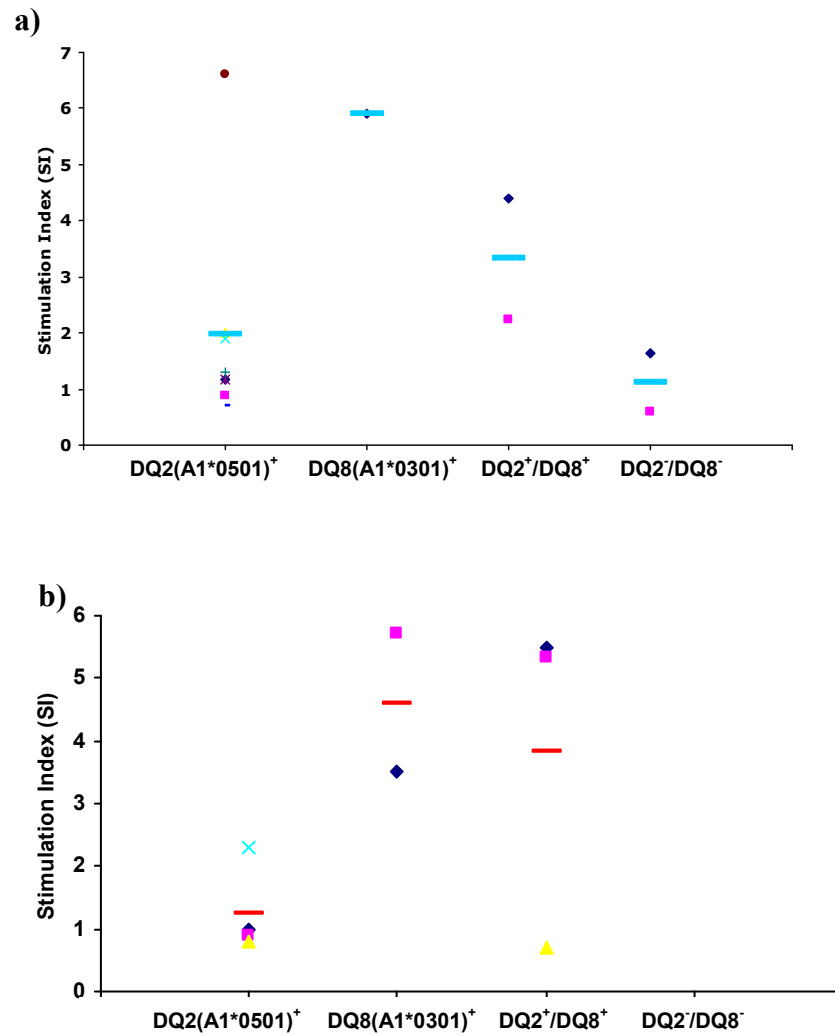 a)
7
6
5
4
3
2
1
0
Stimulation Index (SI)
DQ2(A1*0501)⁺ DQ8(A1*0301)⁺ DQ2⁺/DQ8⁺ DQ2⁻/DQ8⁻
b)
6
5
4
3
2
1
0
Stimulation Index (SI)
DQ2(A1*0501)⁺ DQ8(A1*0301)⁺ DQ2⁺/DQ8⁺ DQ2⁻/DQ8⁻